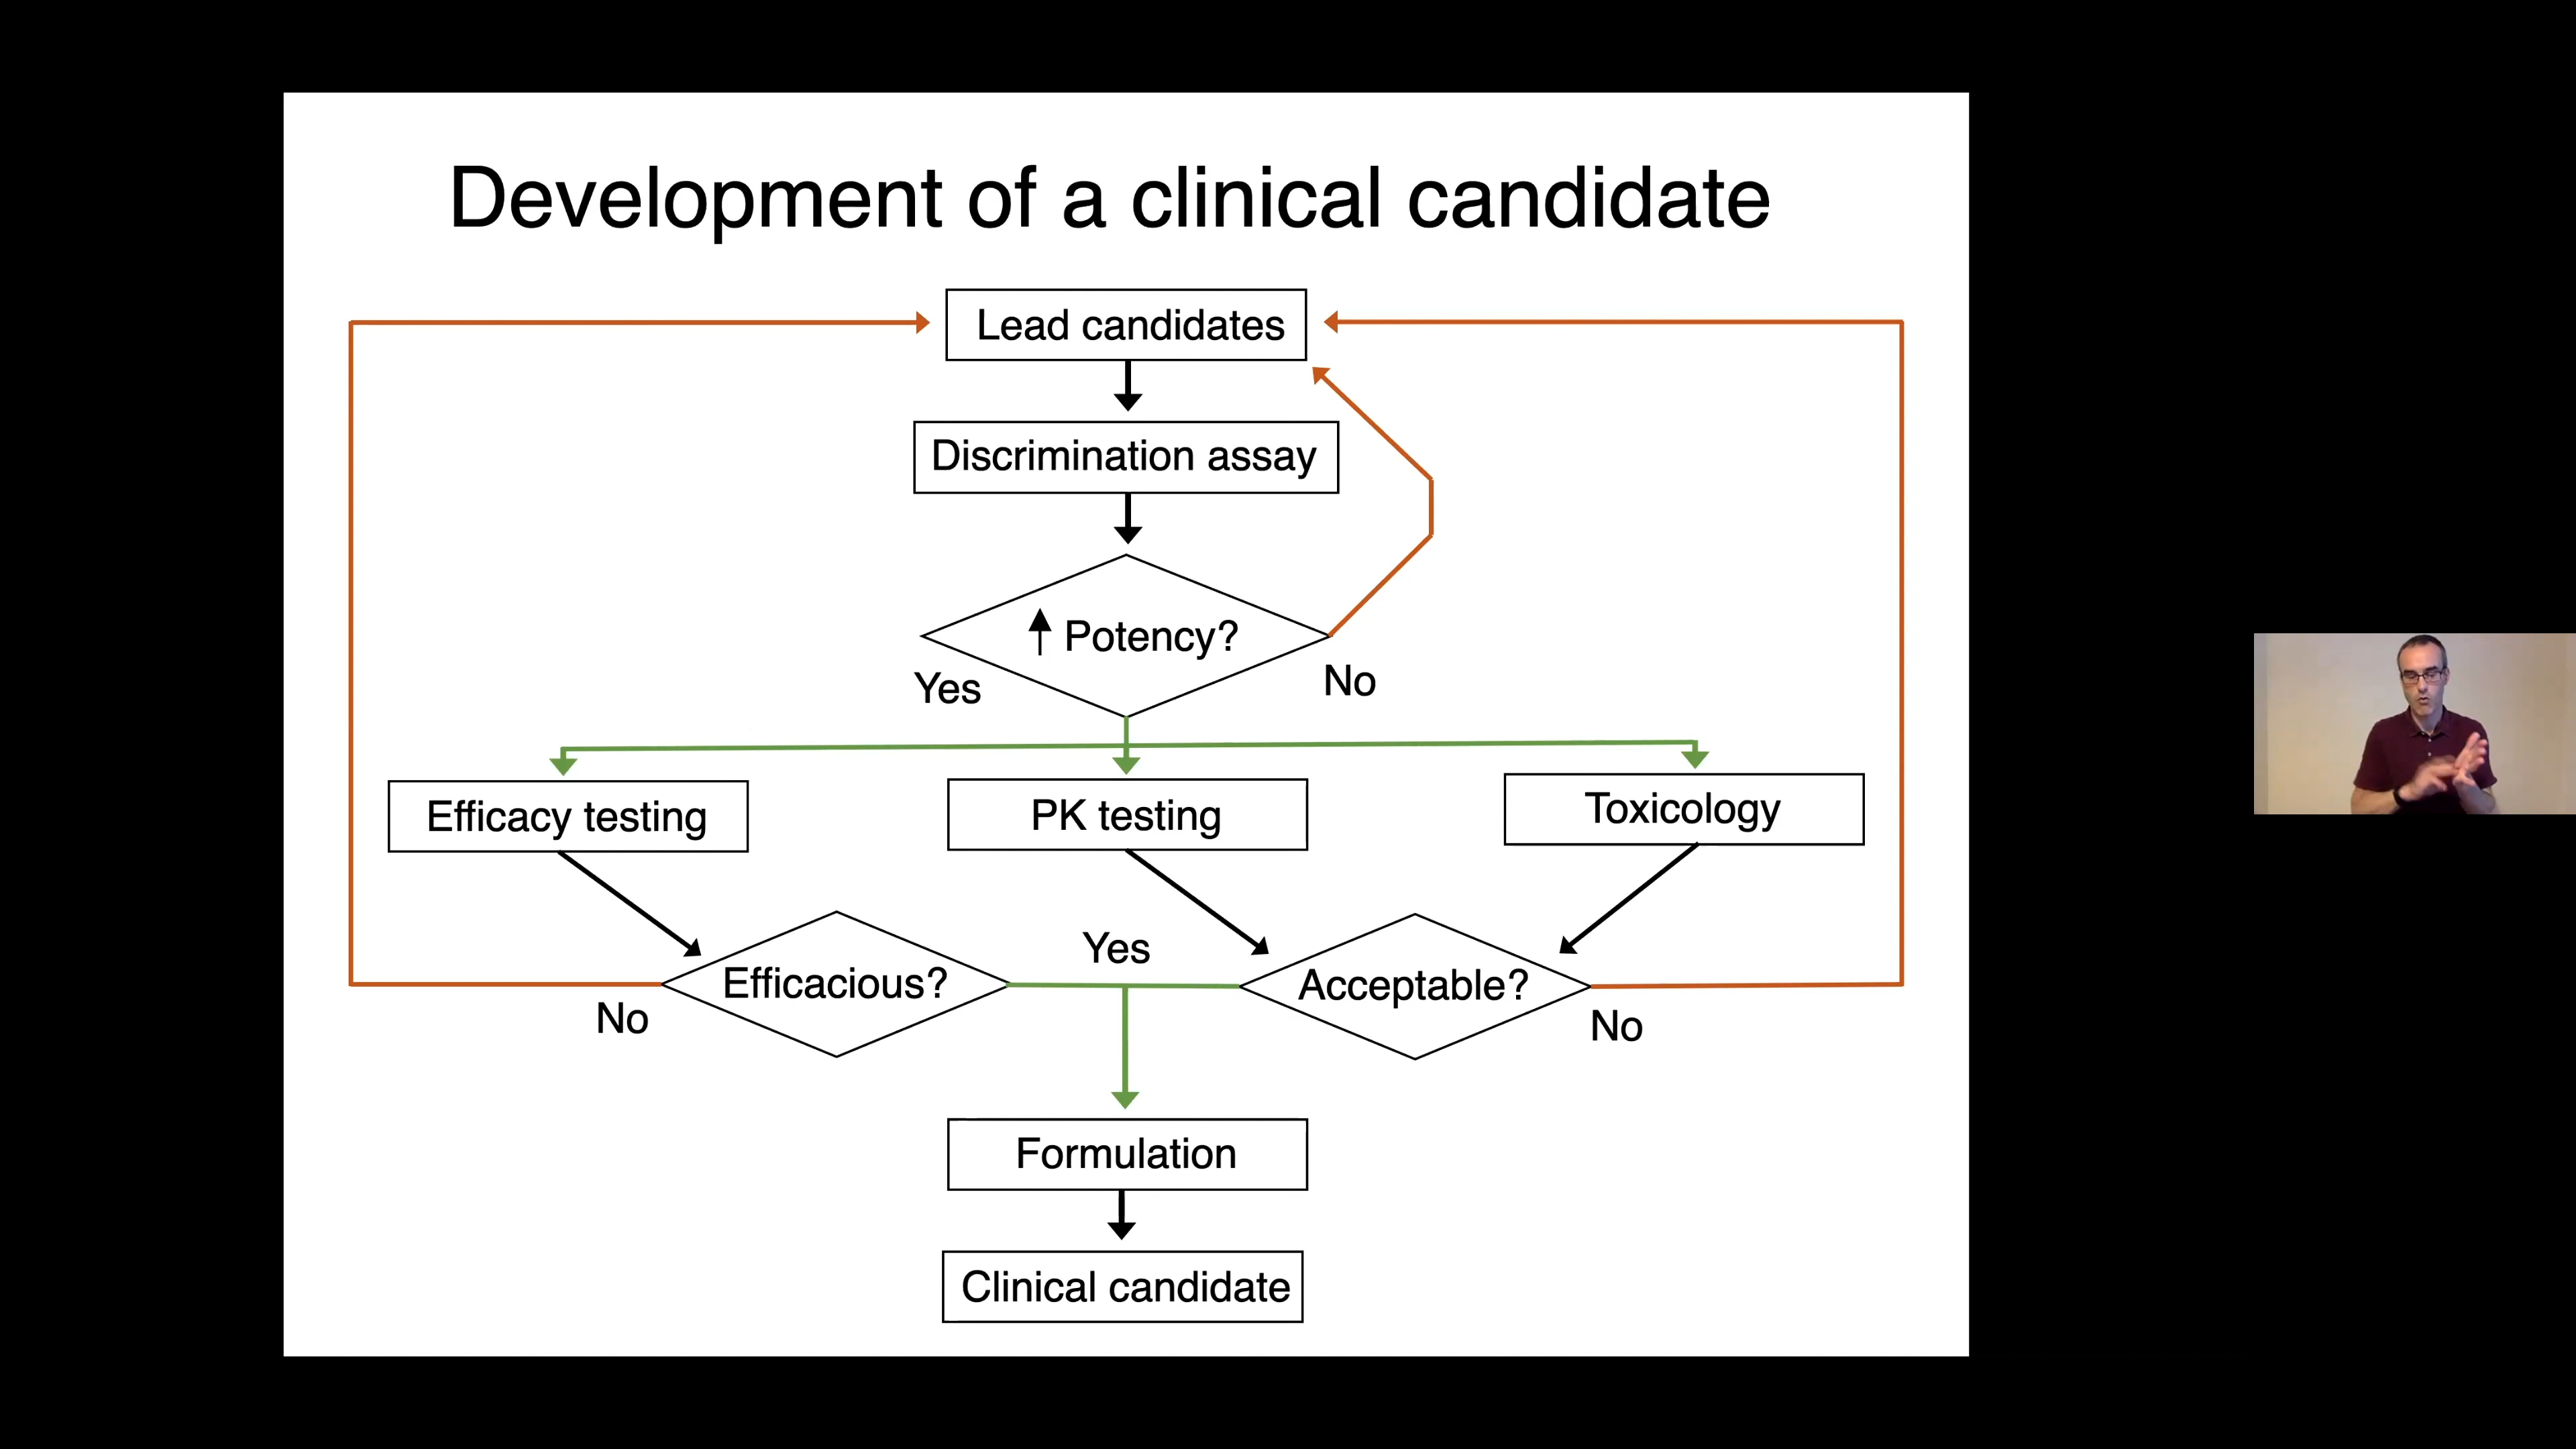 Development of a clinical candidate
Lead candidates
Discrimination assay
Potency?
Yes
No
Efficacy testing
PK testing
Toxicology
Yes
Efficacious?
Acceptable?
No
No
Formulation
Clinical candidate